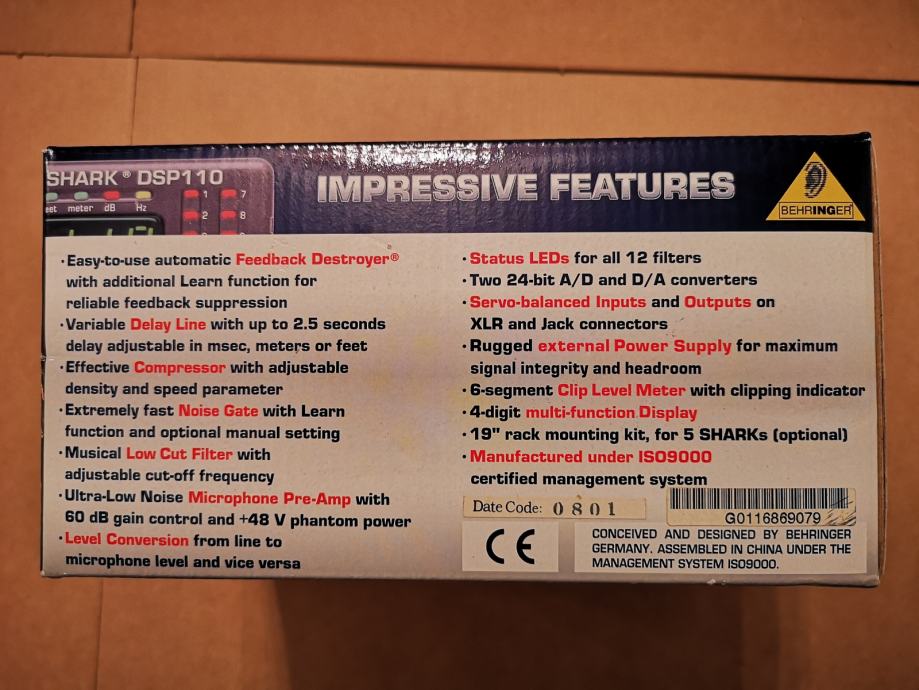 SHARK® DSP110
IMPRESSIVE FEATURES
meter dB Hz
1 7
2 8
BEHRINGER
· Easy-to-use automatic Feedback Destroyer®
with additional Learn function for
reliable feedback suppression
· Variable Delay Line with up to 2.5 seconds
delay adjustable in msec, meters or feet
· Effective Compressor with adjustable
density and speed parameter
· Extremely fast Noise Gate with Learn
function and optional manual setting
· Musical Low Cut Filter with
adjustable cut-off frequency
· Ultra-Low Noise Microphone Pre-Amp with
60 dB gain control and +48 V phantom power
· Level Conversion from line to
microphone level and vice versa
· Status LEDs for all 12 filters
· Two 24-bit A/D and D/A converters
· Servo-balanced Inputs and Outputs on
XLR and Jack connectors
· Rugged external Power Supply for maximum
signal integrity and headroom
· 6-segment Clip Level Meter with clipping indicator
· 4-digit multi-function Display
· 19" rack mounting kit, for 5 SHARKs (optional)
· Manufactured under ISO9000
certified management system
Date Code: 0801
G0116869079
CE
CONCEIVED AND DESIGNED BY BEHRINGER
GERMANY. ASSEMBLED IN CHINA UNDER THE
MANAGEMENT SYSTEM ISO9000.